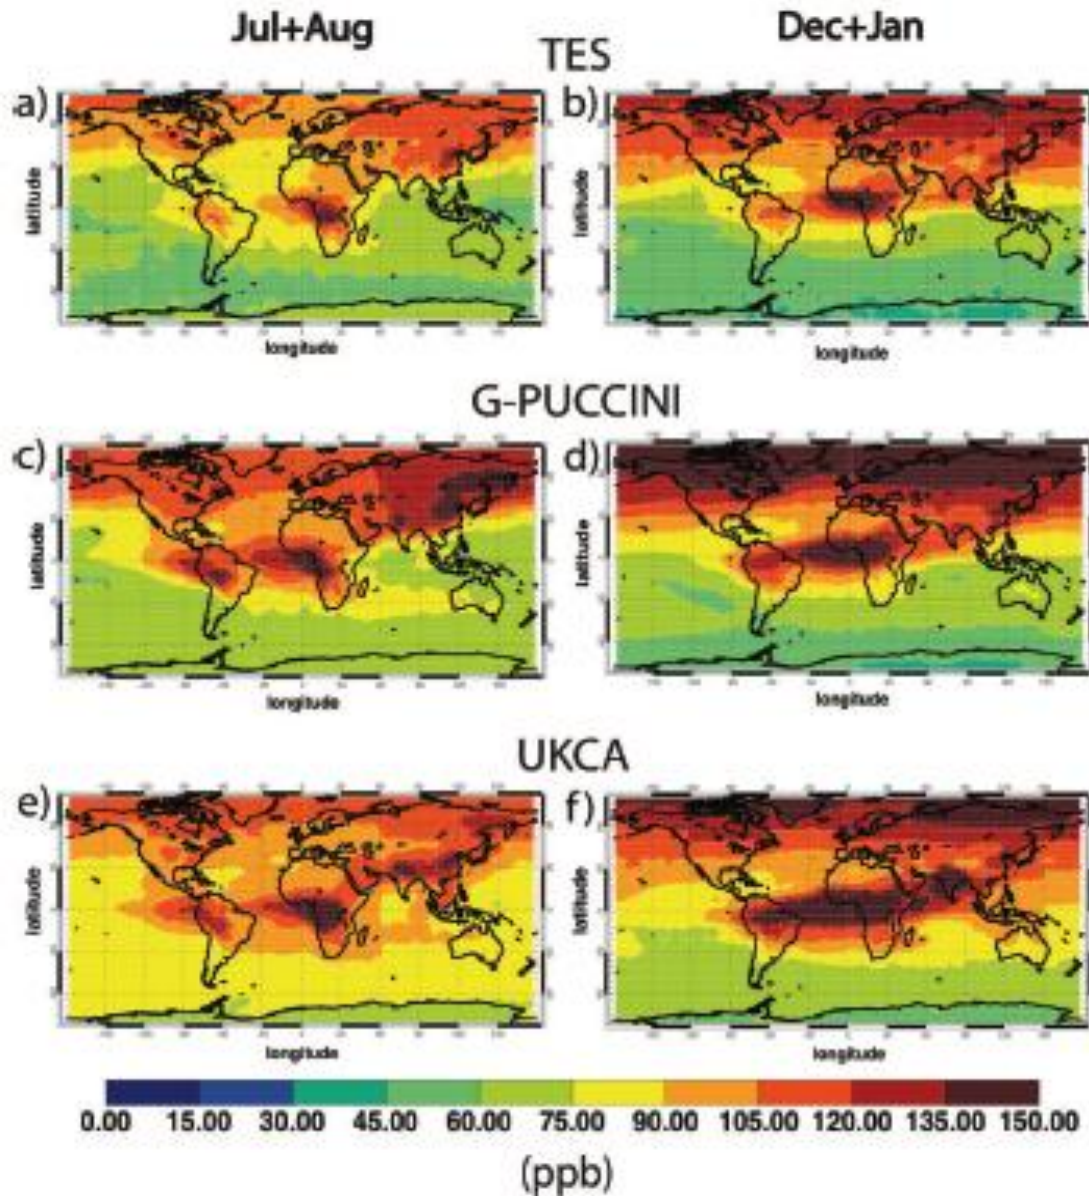 Jul+Aug Dec+Jan
TES
a) b)
latitude latitude
longitude longitude
G-PUCCINI
c) d)
latitude latitude
longitude longitude
UKCA
e) f)
latitude latitude
longitude longitude
0.00 15.00 30.00 45.00 60.00 75.00 90.00 105.00 120.00 135.00 150.00
(ppb)